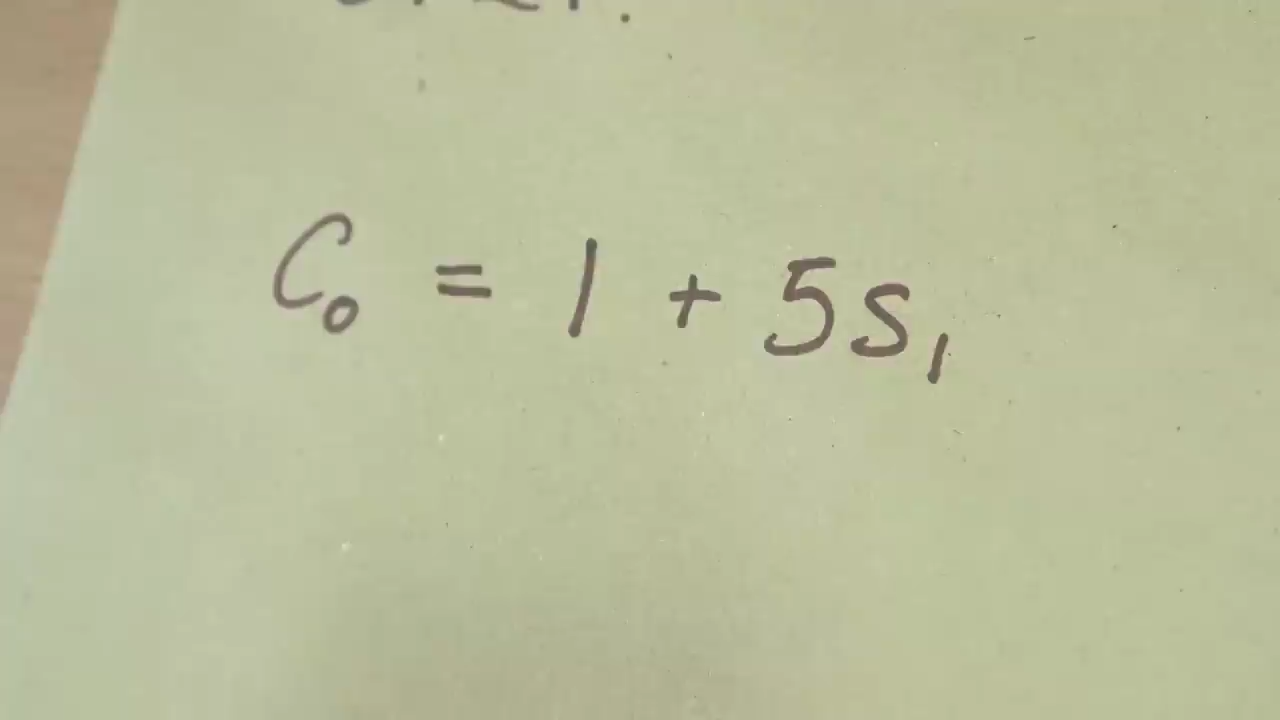 C₀ = 1 + 5s₁